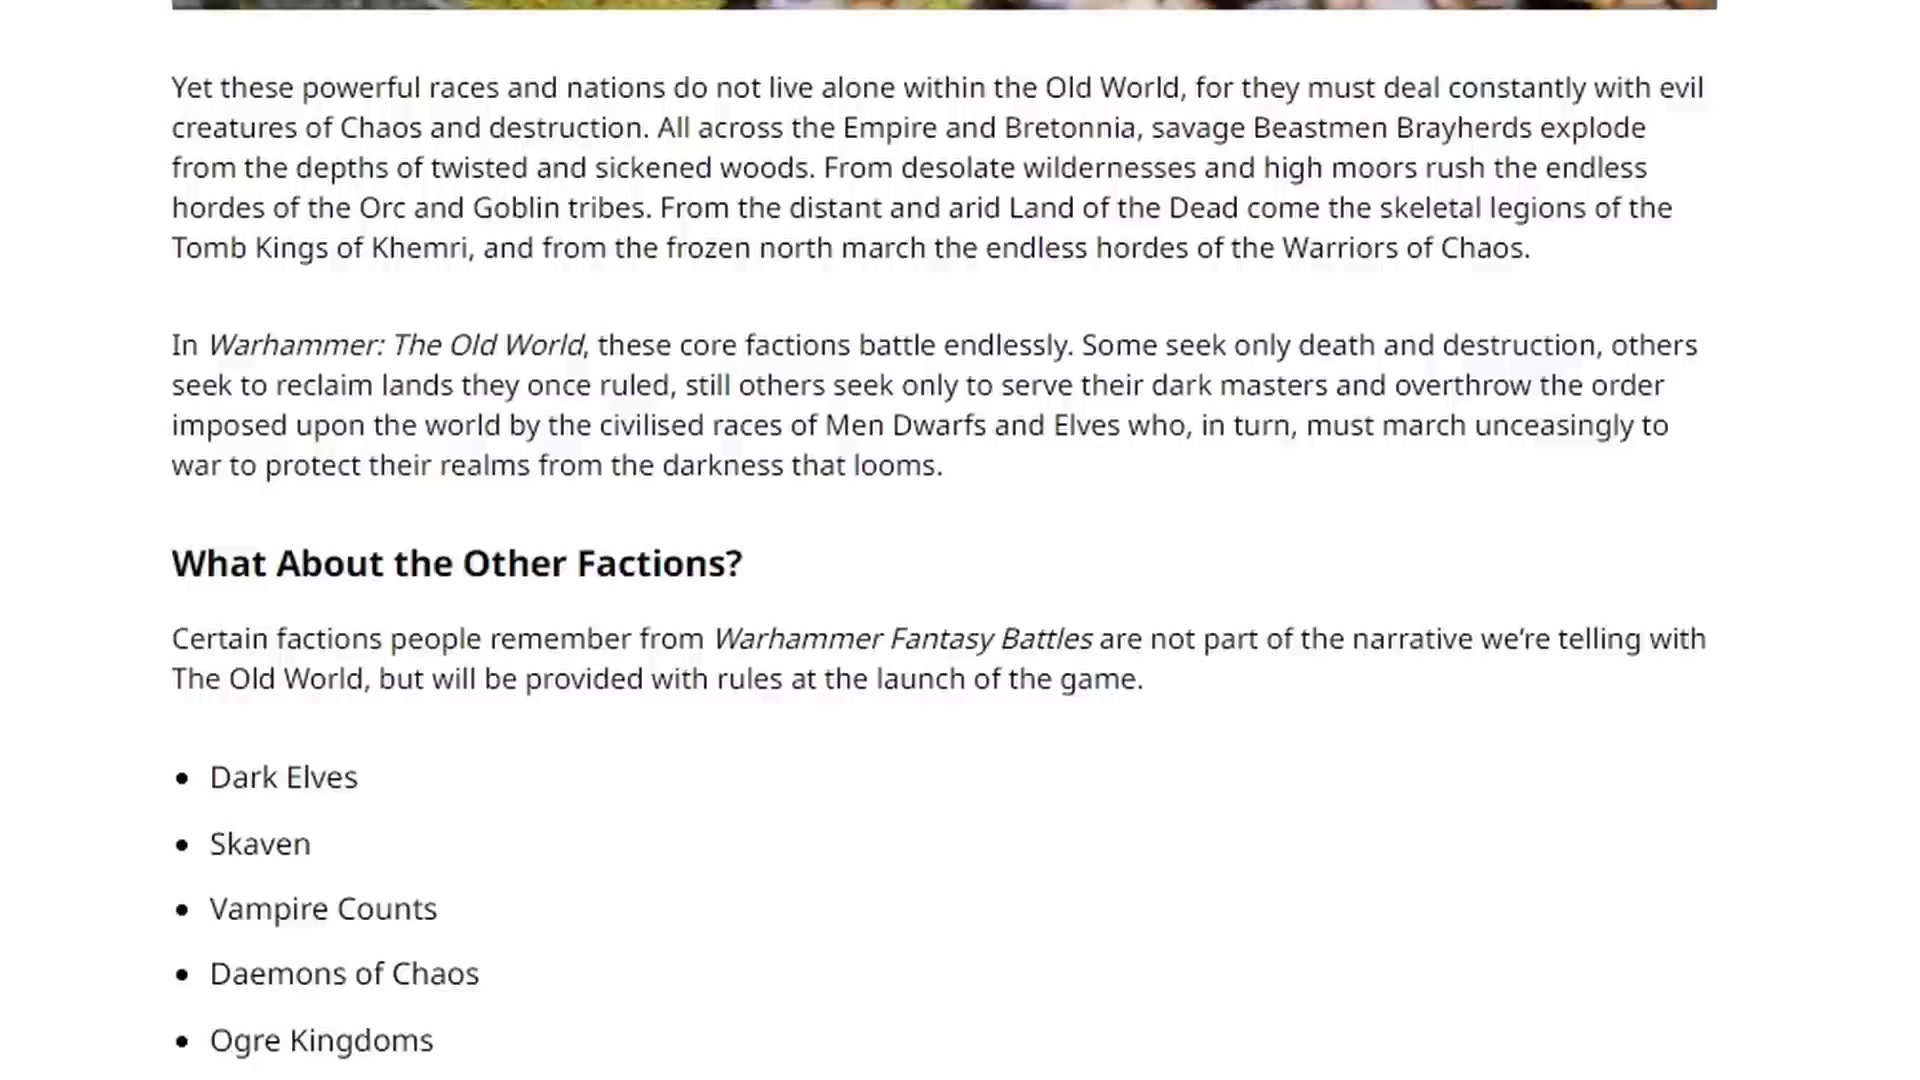 Yet these powerful races and nations do not live alone within the Old World, for they must deal constantly with evil
creatures of Chaos and destruction. All across the Empire and Bretonnia, savage Beastmen Brayherds explode
from the depths of twisted and sickened woods. From desolate wildernesses and high moors rush the endless
hordes of the Orc and Goblin tribes. From the distant and arid Land of the Dead come the skeletal legions of the
Tomb Kings of Khemri, and from the frozen north march the endless hordes of the Warriors of Chaos.
In Warhammer: The Old World, these core factions battle endlessly. Some seek only death and destruction, others
seek to reclaim lands they once ruled, still others seek only to serve their dark masters and overthrow the order
imposed upon the world by the civilised races of Men Dwarfs and Elves who, in turn, must march unceasingly to
war to protect their realms from the darkness that looms.
What About the Other Factions?
Certain factions people remember from Warhammer Fantasy Battles are not part of the narrative we’re telling with
The Old World, but will be provided with rules at the launch of the game.
• Dark Elves
• Skaven
• Vampire Counts
• Daemons of Chaos
• Ogre Kingdoms